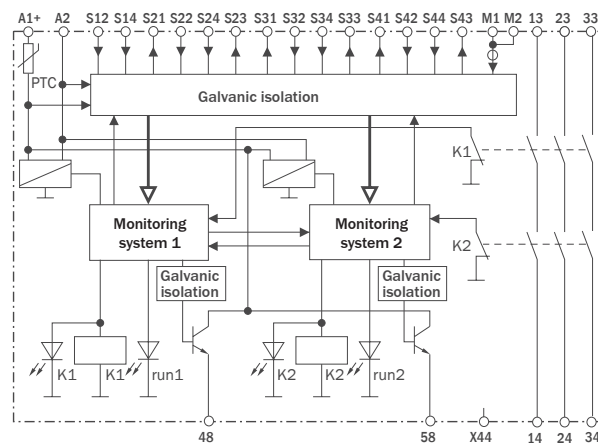 A1+ A2 S12 S14 S21 S22 S24 S23 S31 S32 S34 S33 S41 S42 S44 S43 M1 M2 13 23 33
PTC
Galvanic isolation
K1
Monitoring
system 1
Monitoring
system 2
K2
Galvanic
isolation
Galvanic
isolation
K1 K1 run1 K2 K2 run2
48 58 X44 14 24 34